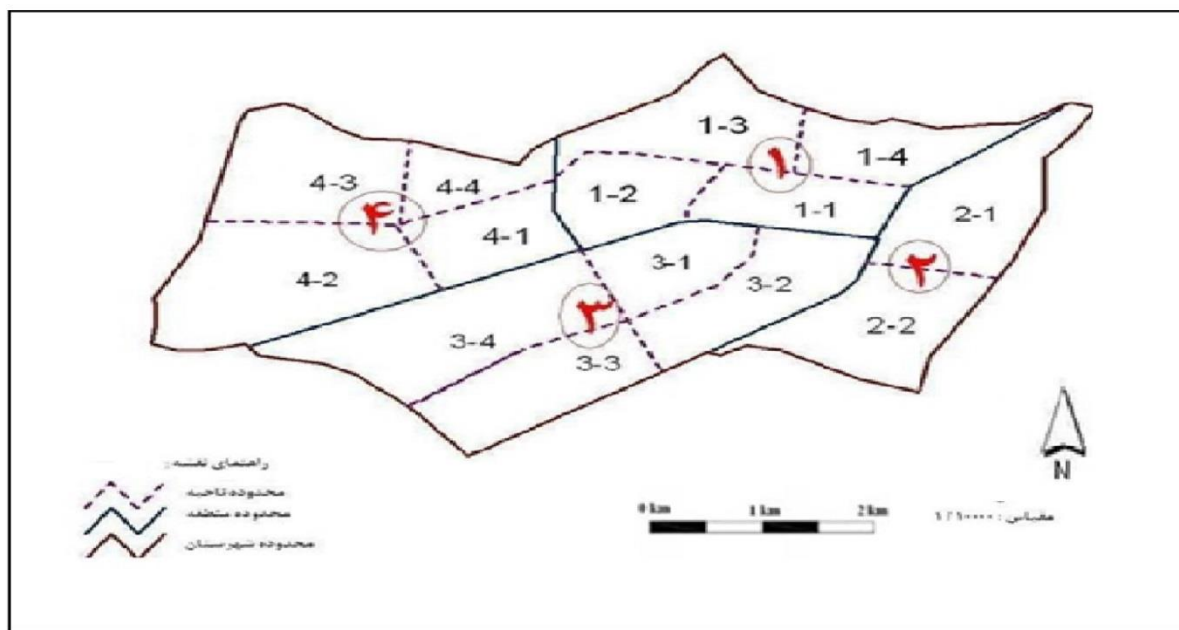 1-3
1-4
۱
4-3
4-4
1-2
1-1
2-1
۴
4-1
3-1
۲
4-2
3-2
۳
2-2
3-4
3-3
N
راهنمای نقشه :
محدوده ناحیه
محدوده منطقه
محدوده شهرستان
0 km 1 km 2 km
مقیاس :